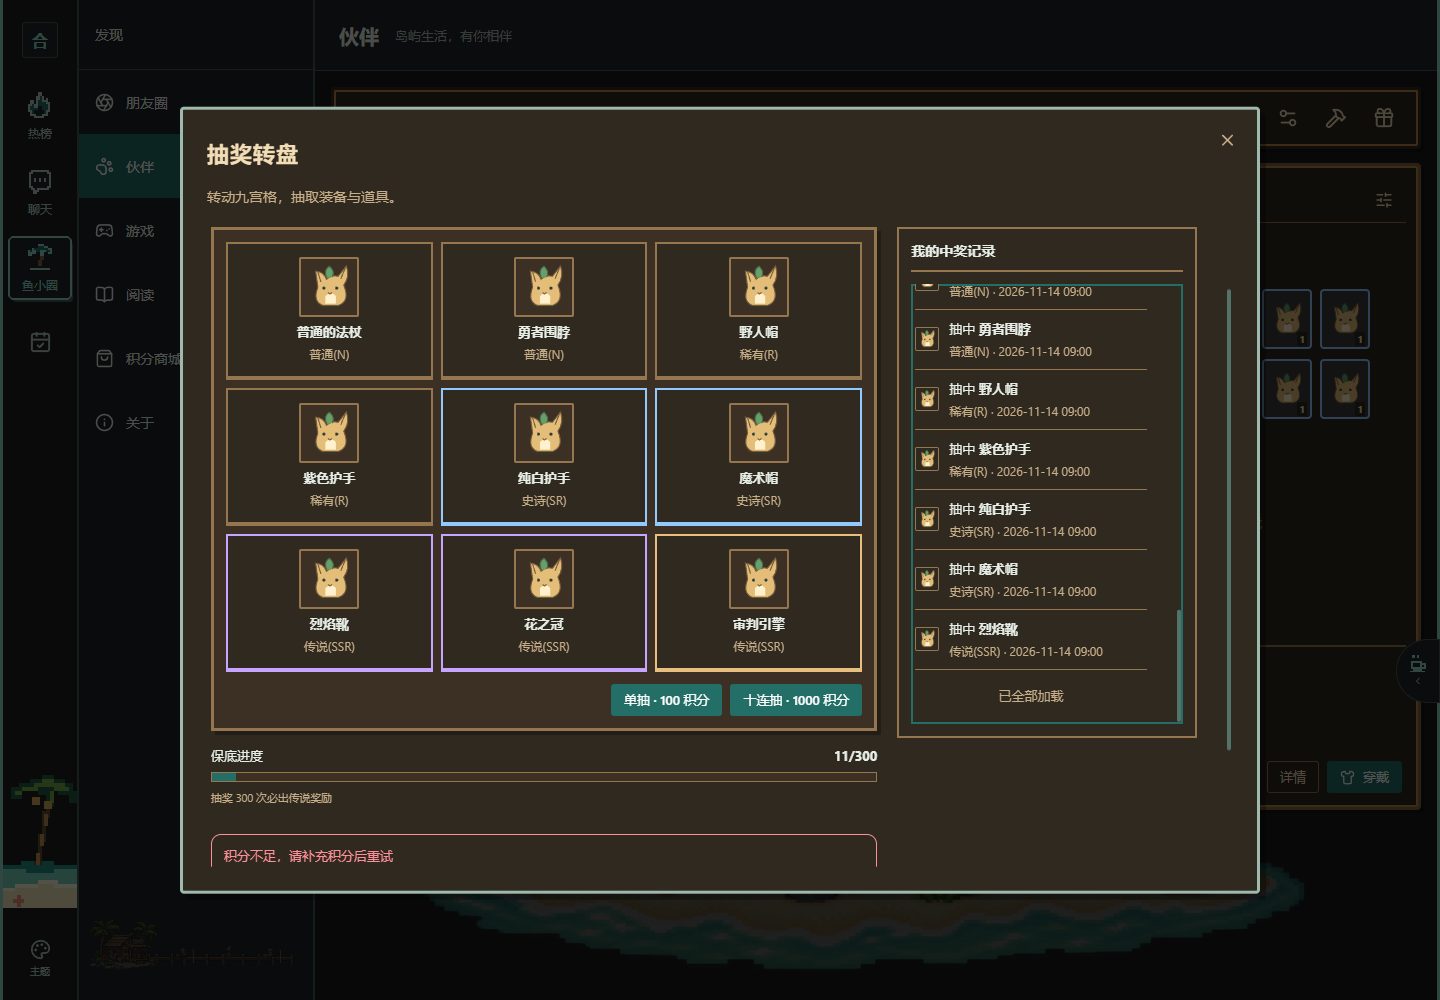 合
热榜
聊天
鱼小圈
主题
发现
朋友圈
伙伴
游戏
阅读
积分商城
关于
伙伴
岛屿生活，有你相伴
抽奖转盘
转动九宫格，抽取装备与道具。
普通的法杖
普通(N)
勇者围脖
普通(N)
野人帽
稀有(R)
紫色护手
稀有(R)
纯白护手
史诗(SR)
魔术帽
史诗(SR)
烈焰靴
传说(SSR)
花之冠
传说(SSR)
审判引擎
传说(SSR)
单抽 · 100 积分
十连抽 · 1000 积分
保底进度
11/300
抽奖 300 次必出传说奖励
积分不足，请补充积分后重试
我的中奖记录
普通(N) · 2026-11-14 09:00
抽中 勇者围脖
普通(N) · 2026-11-14 09:00
抽中 野人帽
稀有(R) · 2026-11-14 09:00
抽中 紫色护手
稀有(R) · 2026-11-14 09:00
抽中 纯白护手
史诗(SR) · 2026-11-14 09:00
抽中 魔术帽
史诗(SR) · 2026-11-14 09:00
抽中 烈焰靴
传说(SSR) · 2026-11-14 09:00
已全部加载
1
1
1
1
详情
穿戴